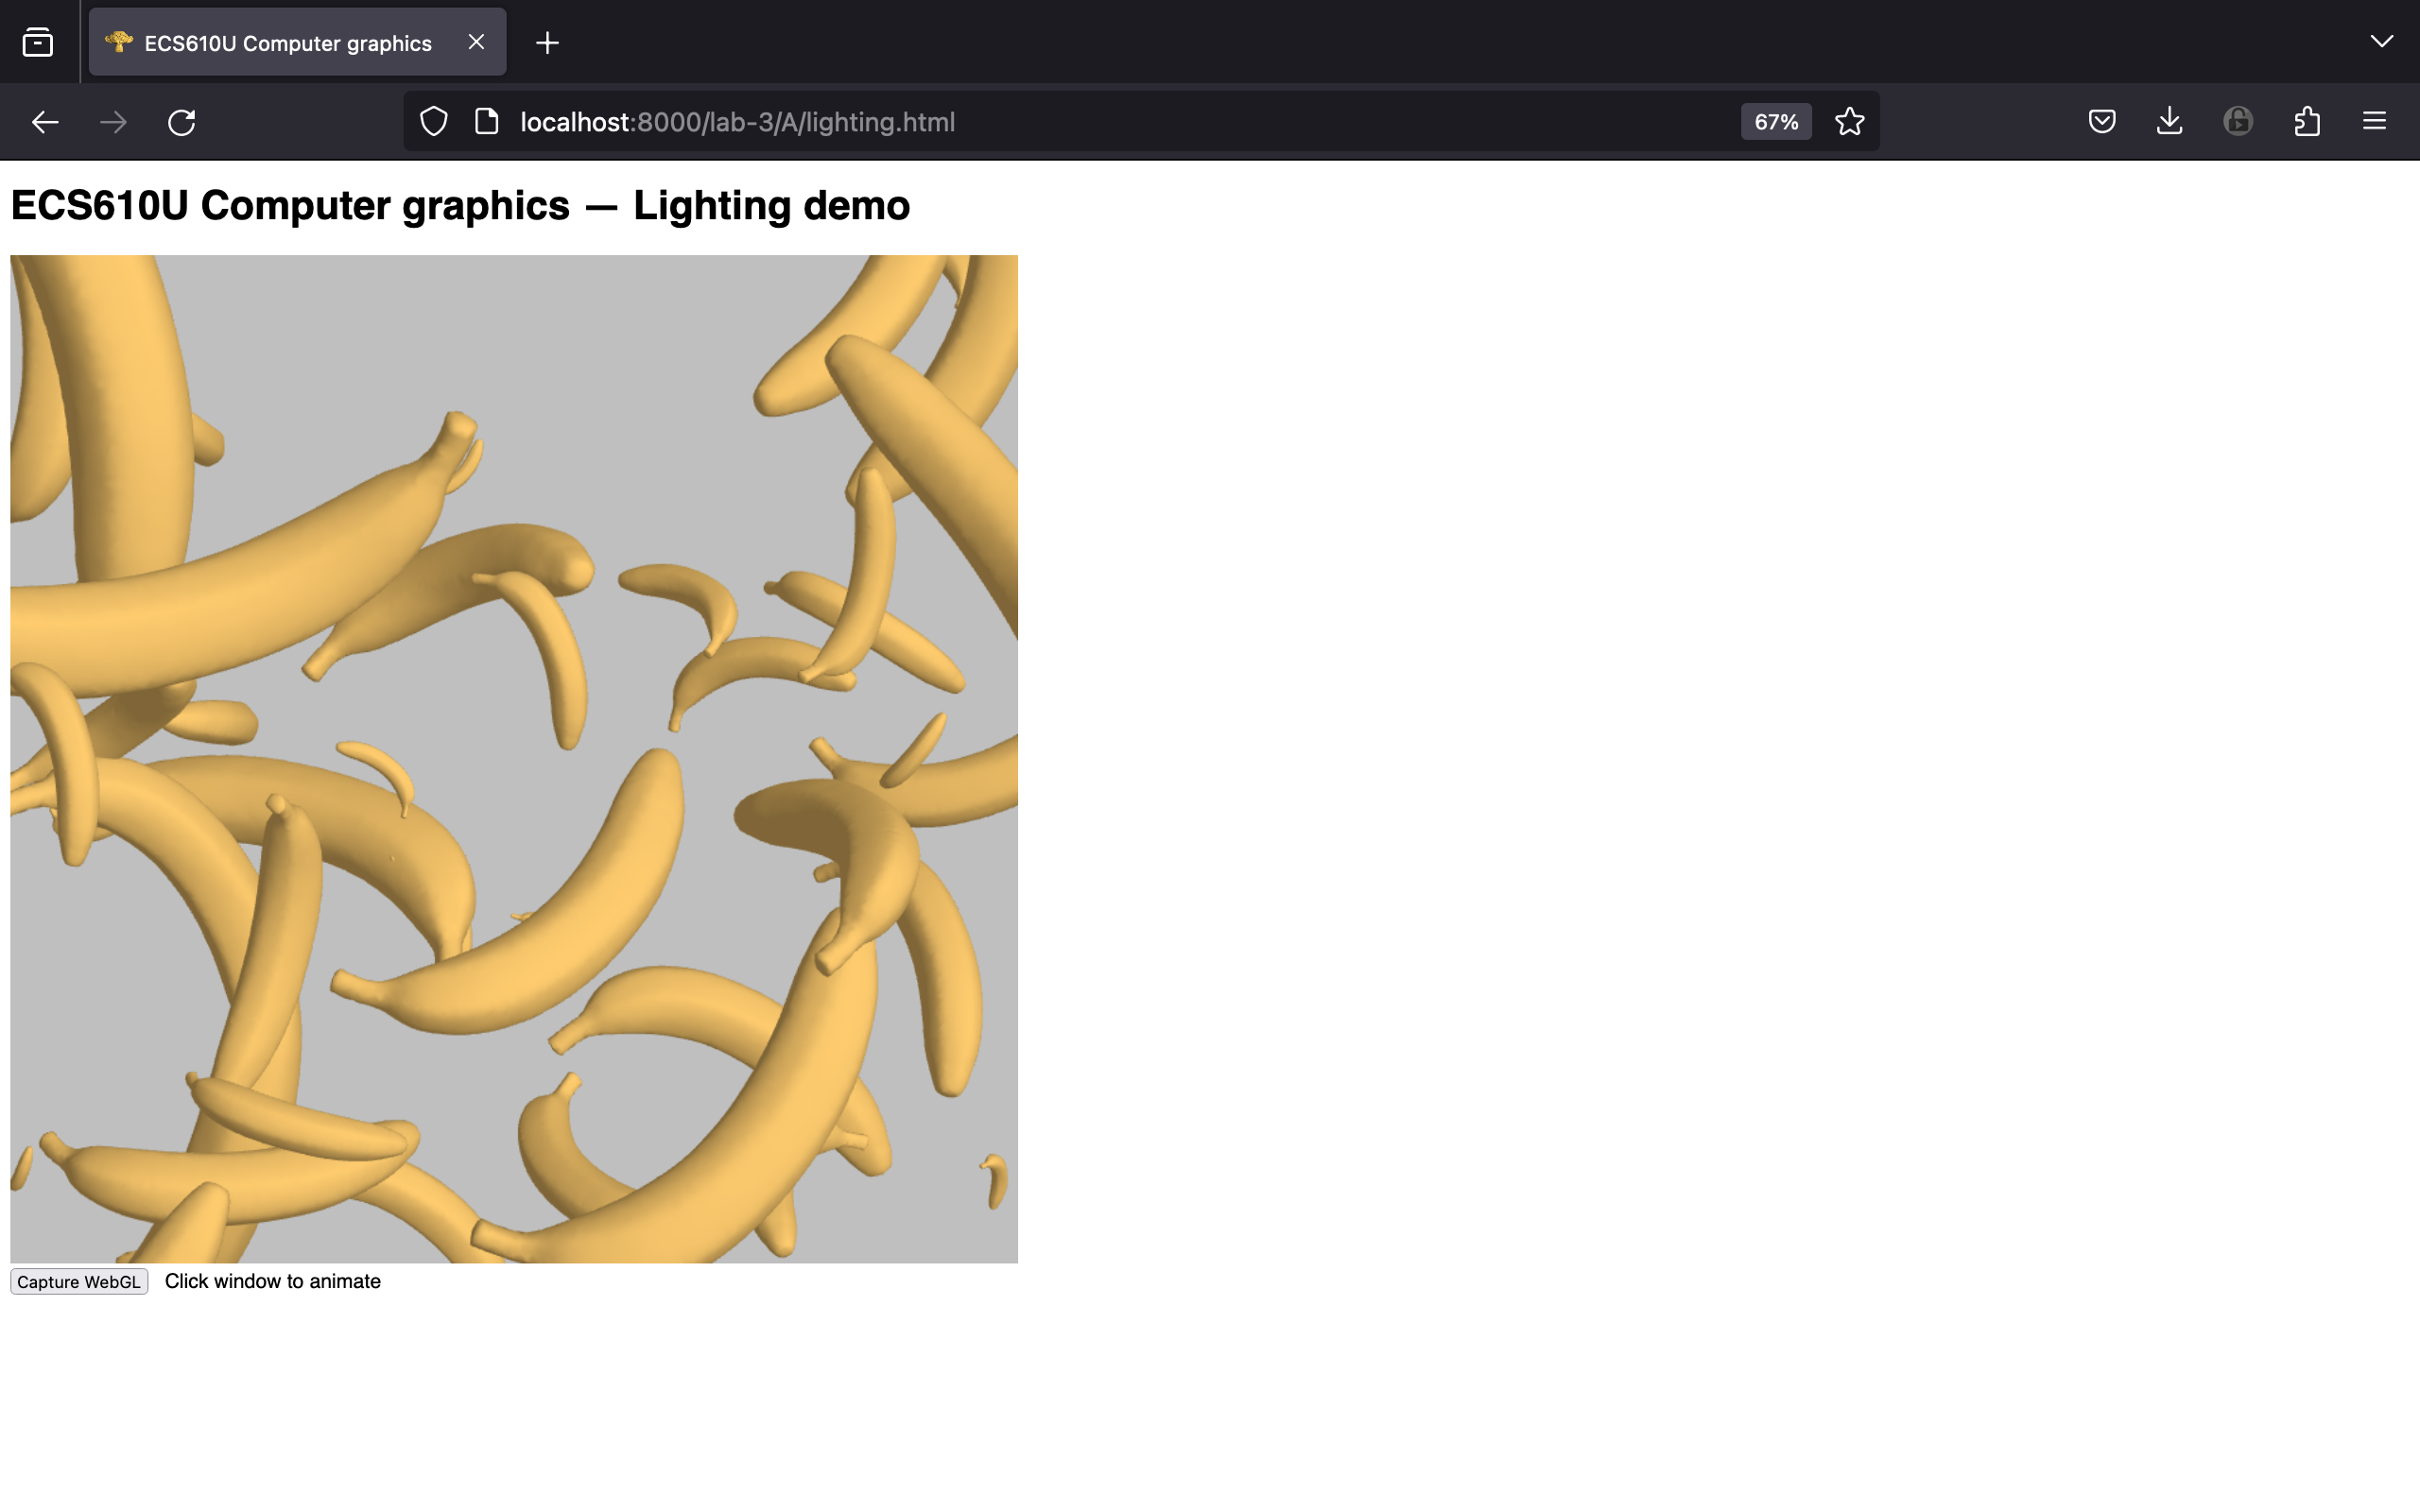 ECS610U Computer graphics
localhost:8000/lab-3/A/lighting.html 67%
ECS610U Computer graphics — Lighting demo
Capture WebGL Click window to animate